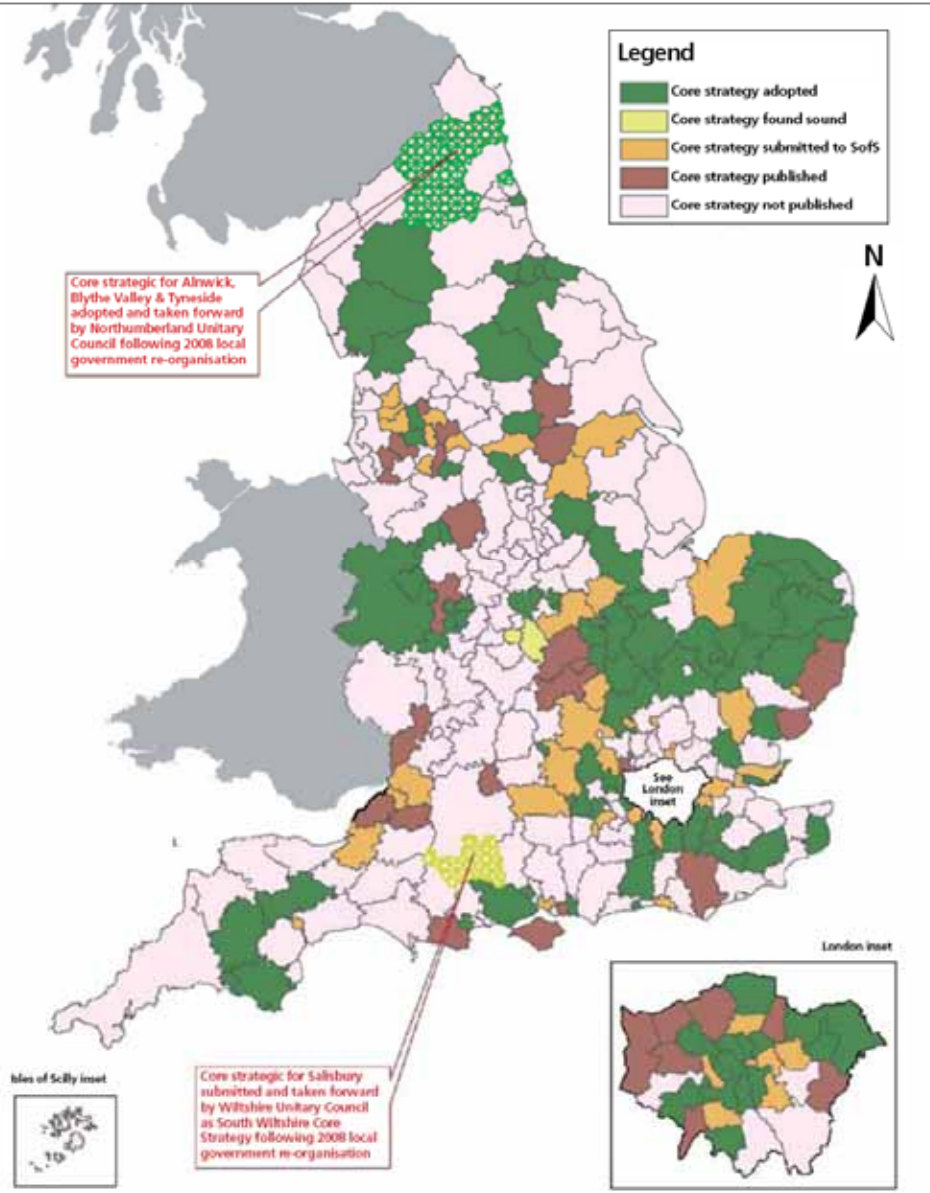 Legend
Core strategy adopted
Core strategy found sound
Core strategy submitted to SofS
Core strategy published
Core strategy not published
N
Core strategic for Alnwick,
Blythe Valley & Tyneside
adopted and taken forward
by Northumberland Unitary
Council following 2008 local
government re-organisation
See
London
inset
London inset
Isles of Scilly inset
Core strategic for Salisbury
submitted and taken forward
by Wiltshire Unitary Council
as South Wiltshire Core
Strategy following 2008 local
government re-organisation